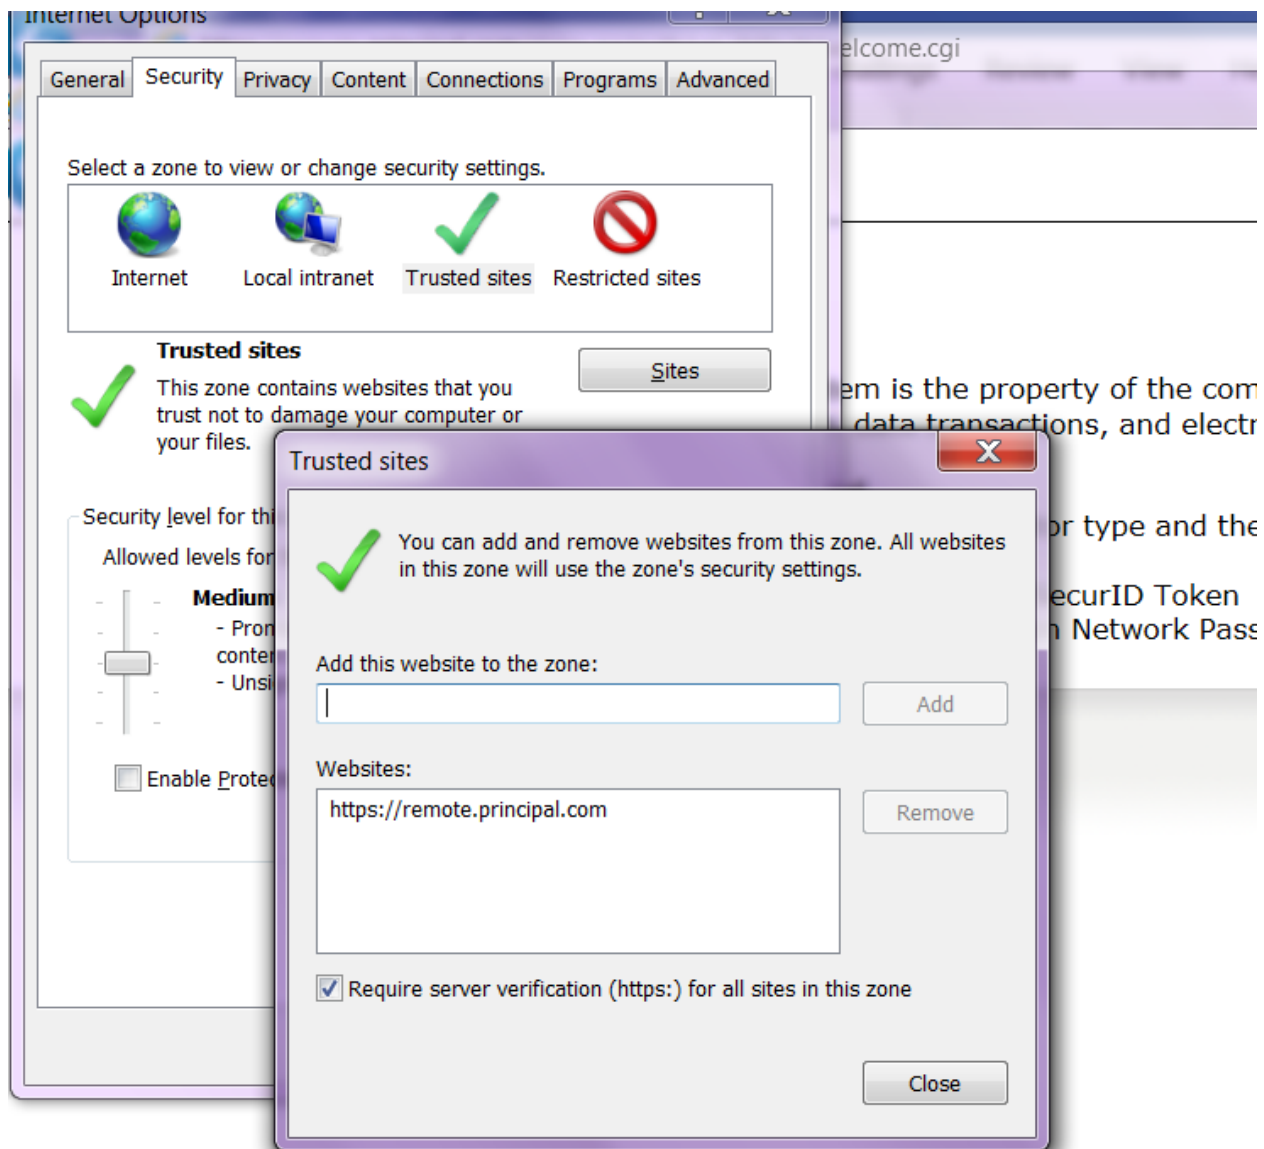 Internet Options
elcome.cgi
General Security Privacy Content Connections Programs Advanced
Select a zone to view or change security settings.
Internet Local intranet Trusted sites Restricted sites
Trusted sites
Sites
This zone contains websites that you
trust not to damage your computer or
your files.
em is the property of the com
data transactions, and electr
Trusted sites
Security level for thi
Allowed levels for
Medium
- Pron
conter
- Unsi
Enable Protec
You can add and remove websites from this zone. All websites
in this zone will use the zone's security settings.
or type and the
ecurID Token
n Network Pass
Add this website to the zone:
Add
Websites:
https://remote.principal.com
Remove
Require server verification (https:) for all sites in this zone
Close